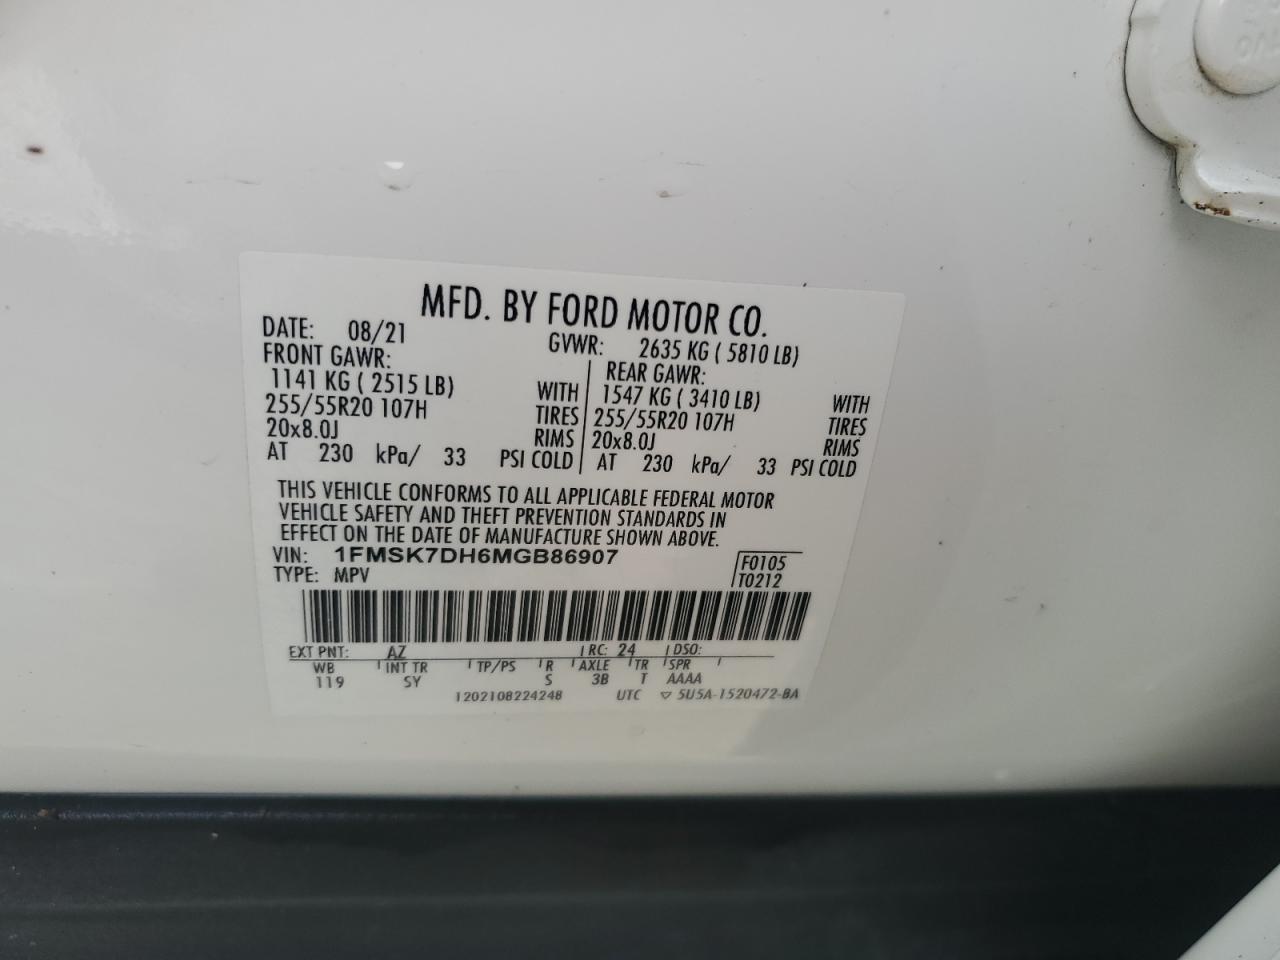 MFD. BY FORD MOTOR CO.
DATE: 08/21 GVWR: 2635 KG ( 5810 LB)
FRONT GAWR: REAR GAWR:
1141 KG ( 2515 LB) WITH 1547 KG ( 3410 LB) WITH
255/55R20 107H TIRES 255/55R20 107H TIRES
20x8.0J RIMS 20x8.0J RIMS
AT 230 kPa/ 33 PSI COLD AT 230 kPa/ 33 PSI COLD
THIS VEHICLE CONFORMS TO ALL APPLICABLE FEDERAL MOTOR
VEHICLE SAFETY AND THEFT PREVENTION STANDARDS IN
EFFECT ON THE DATE OF MANUFACTURE SHOWN ABOVE.
VIN: 1FMSK7DH6MGB86907 F0105
TYPE: MPV T0212
EXT PNT: AZ RC: 24 DSO:
WB INT TR TP/PS R AXLE TR SPR
119 SY S 3B T AAAA
1202108224248 UTC ▽ 5U5A-1520472-BA